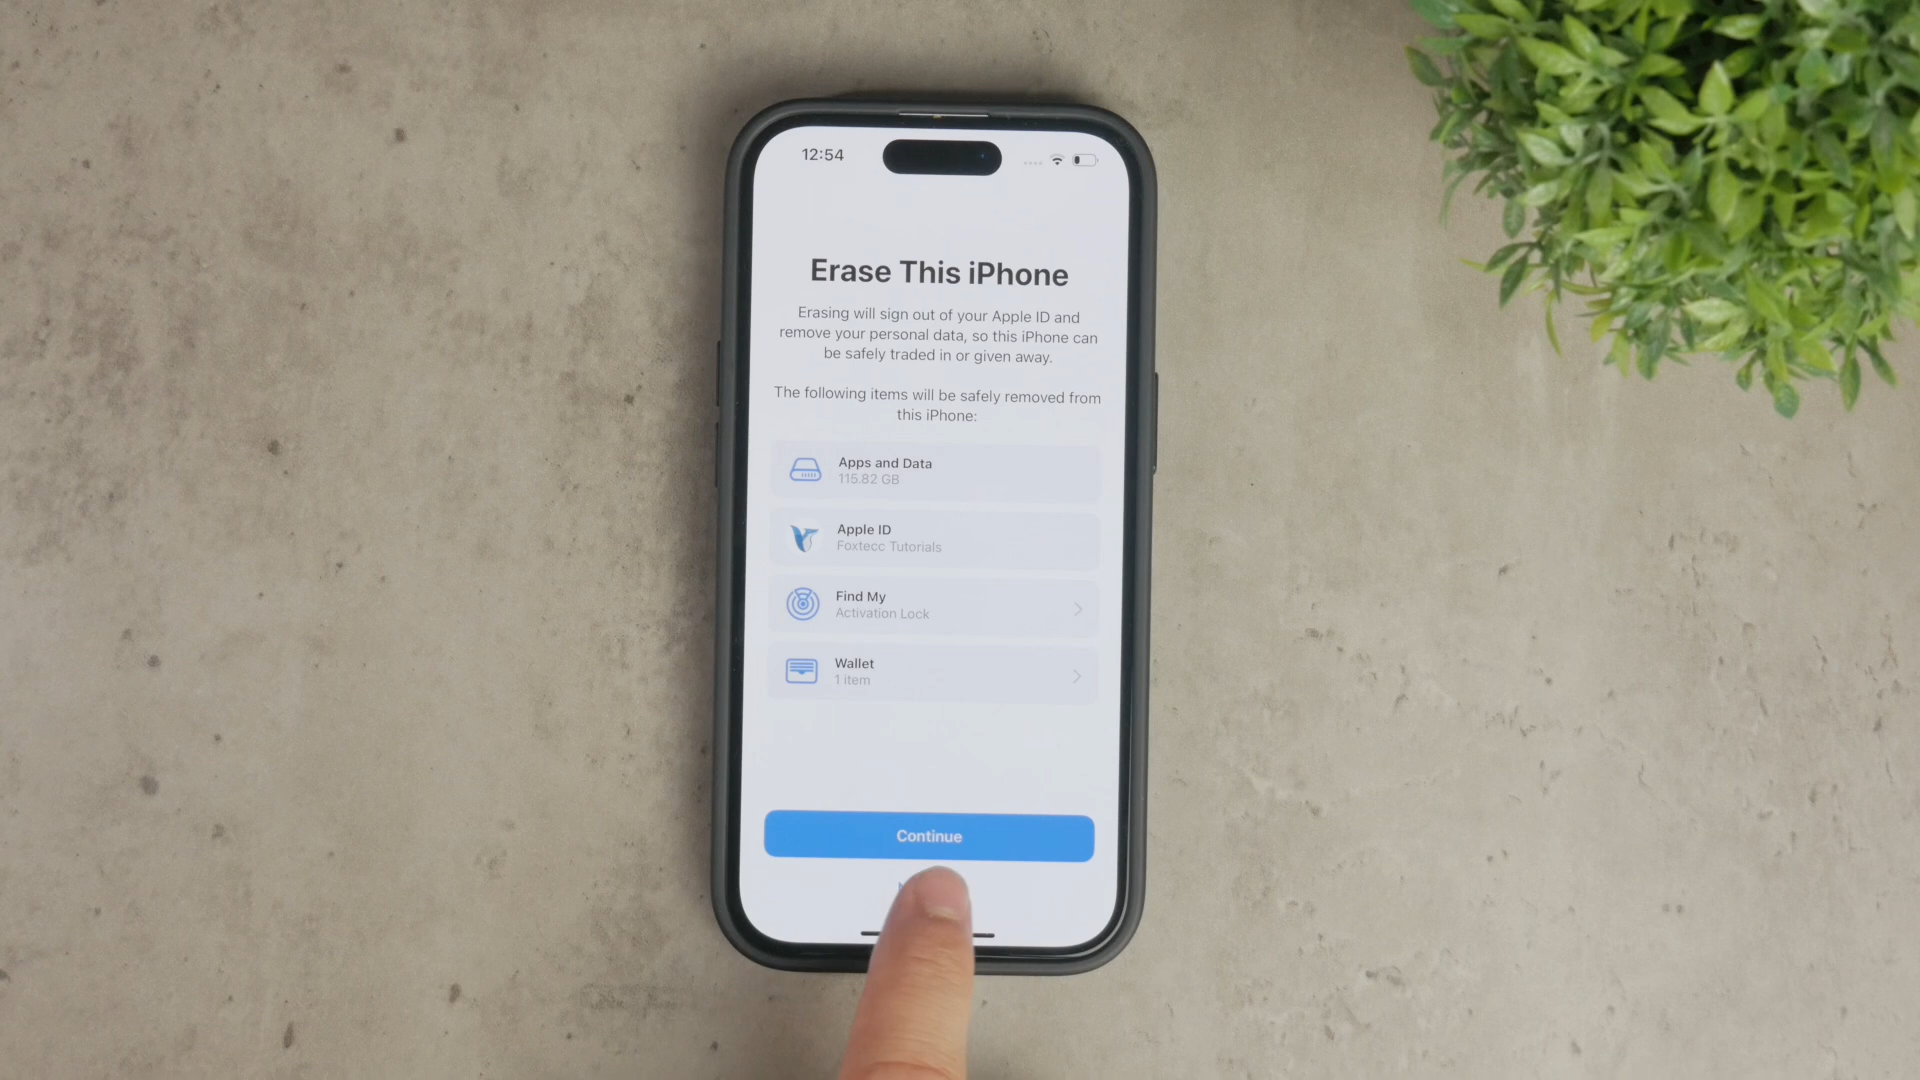 12:54
Erase This iPhone
Erasing will sign out of your Apple ID and
remove your personal data, so this iPhone can
be safely traded in or given away.
The following items will be safely removed from
this iPhone:
Apps and Data
115.82 GB
Apple ID
Foxtecc Tutorials
Find My
Activation Lock
Wallet
1 item
Continue